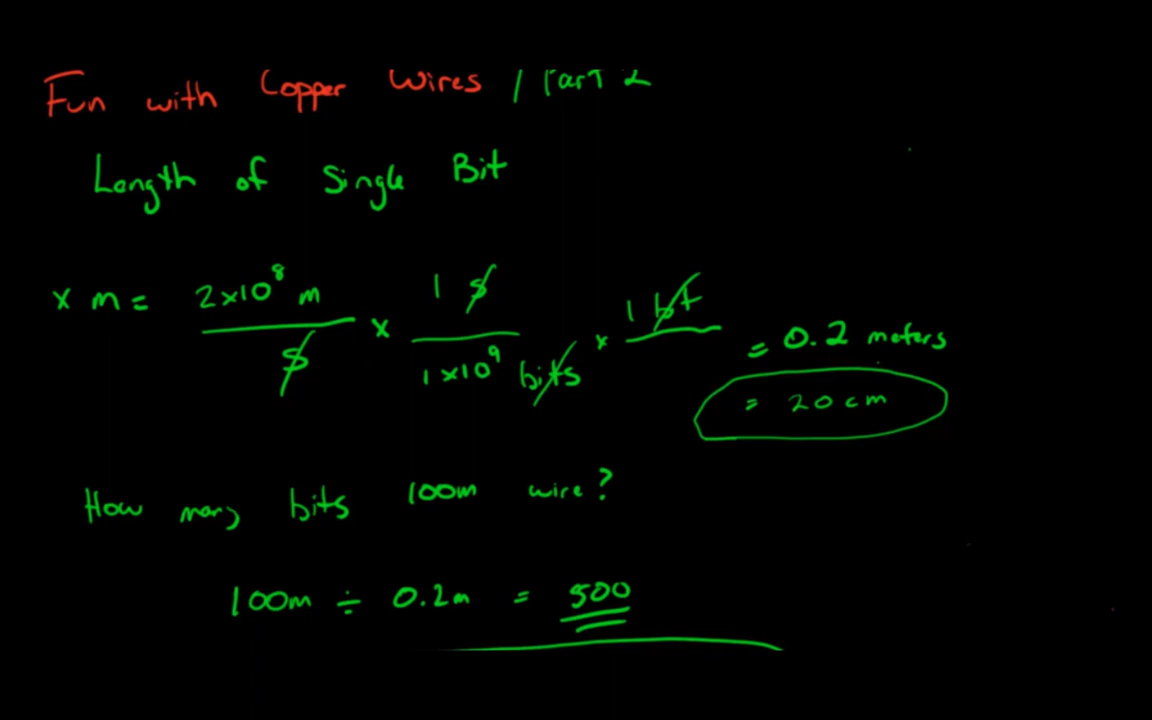 Fun with Copper Wires / Part 2
Length of Single Bit
x m = 2x10⁸ m / s x 1 s / 1x10⁹ bits x 1 bit = 0.2 meters
= 20 cm
How many bits 100m wire?
100m ÷ 0.2m = 500